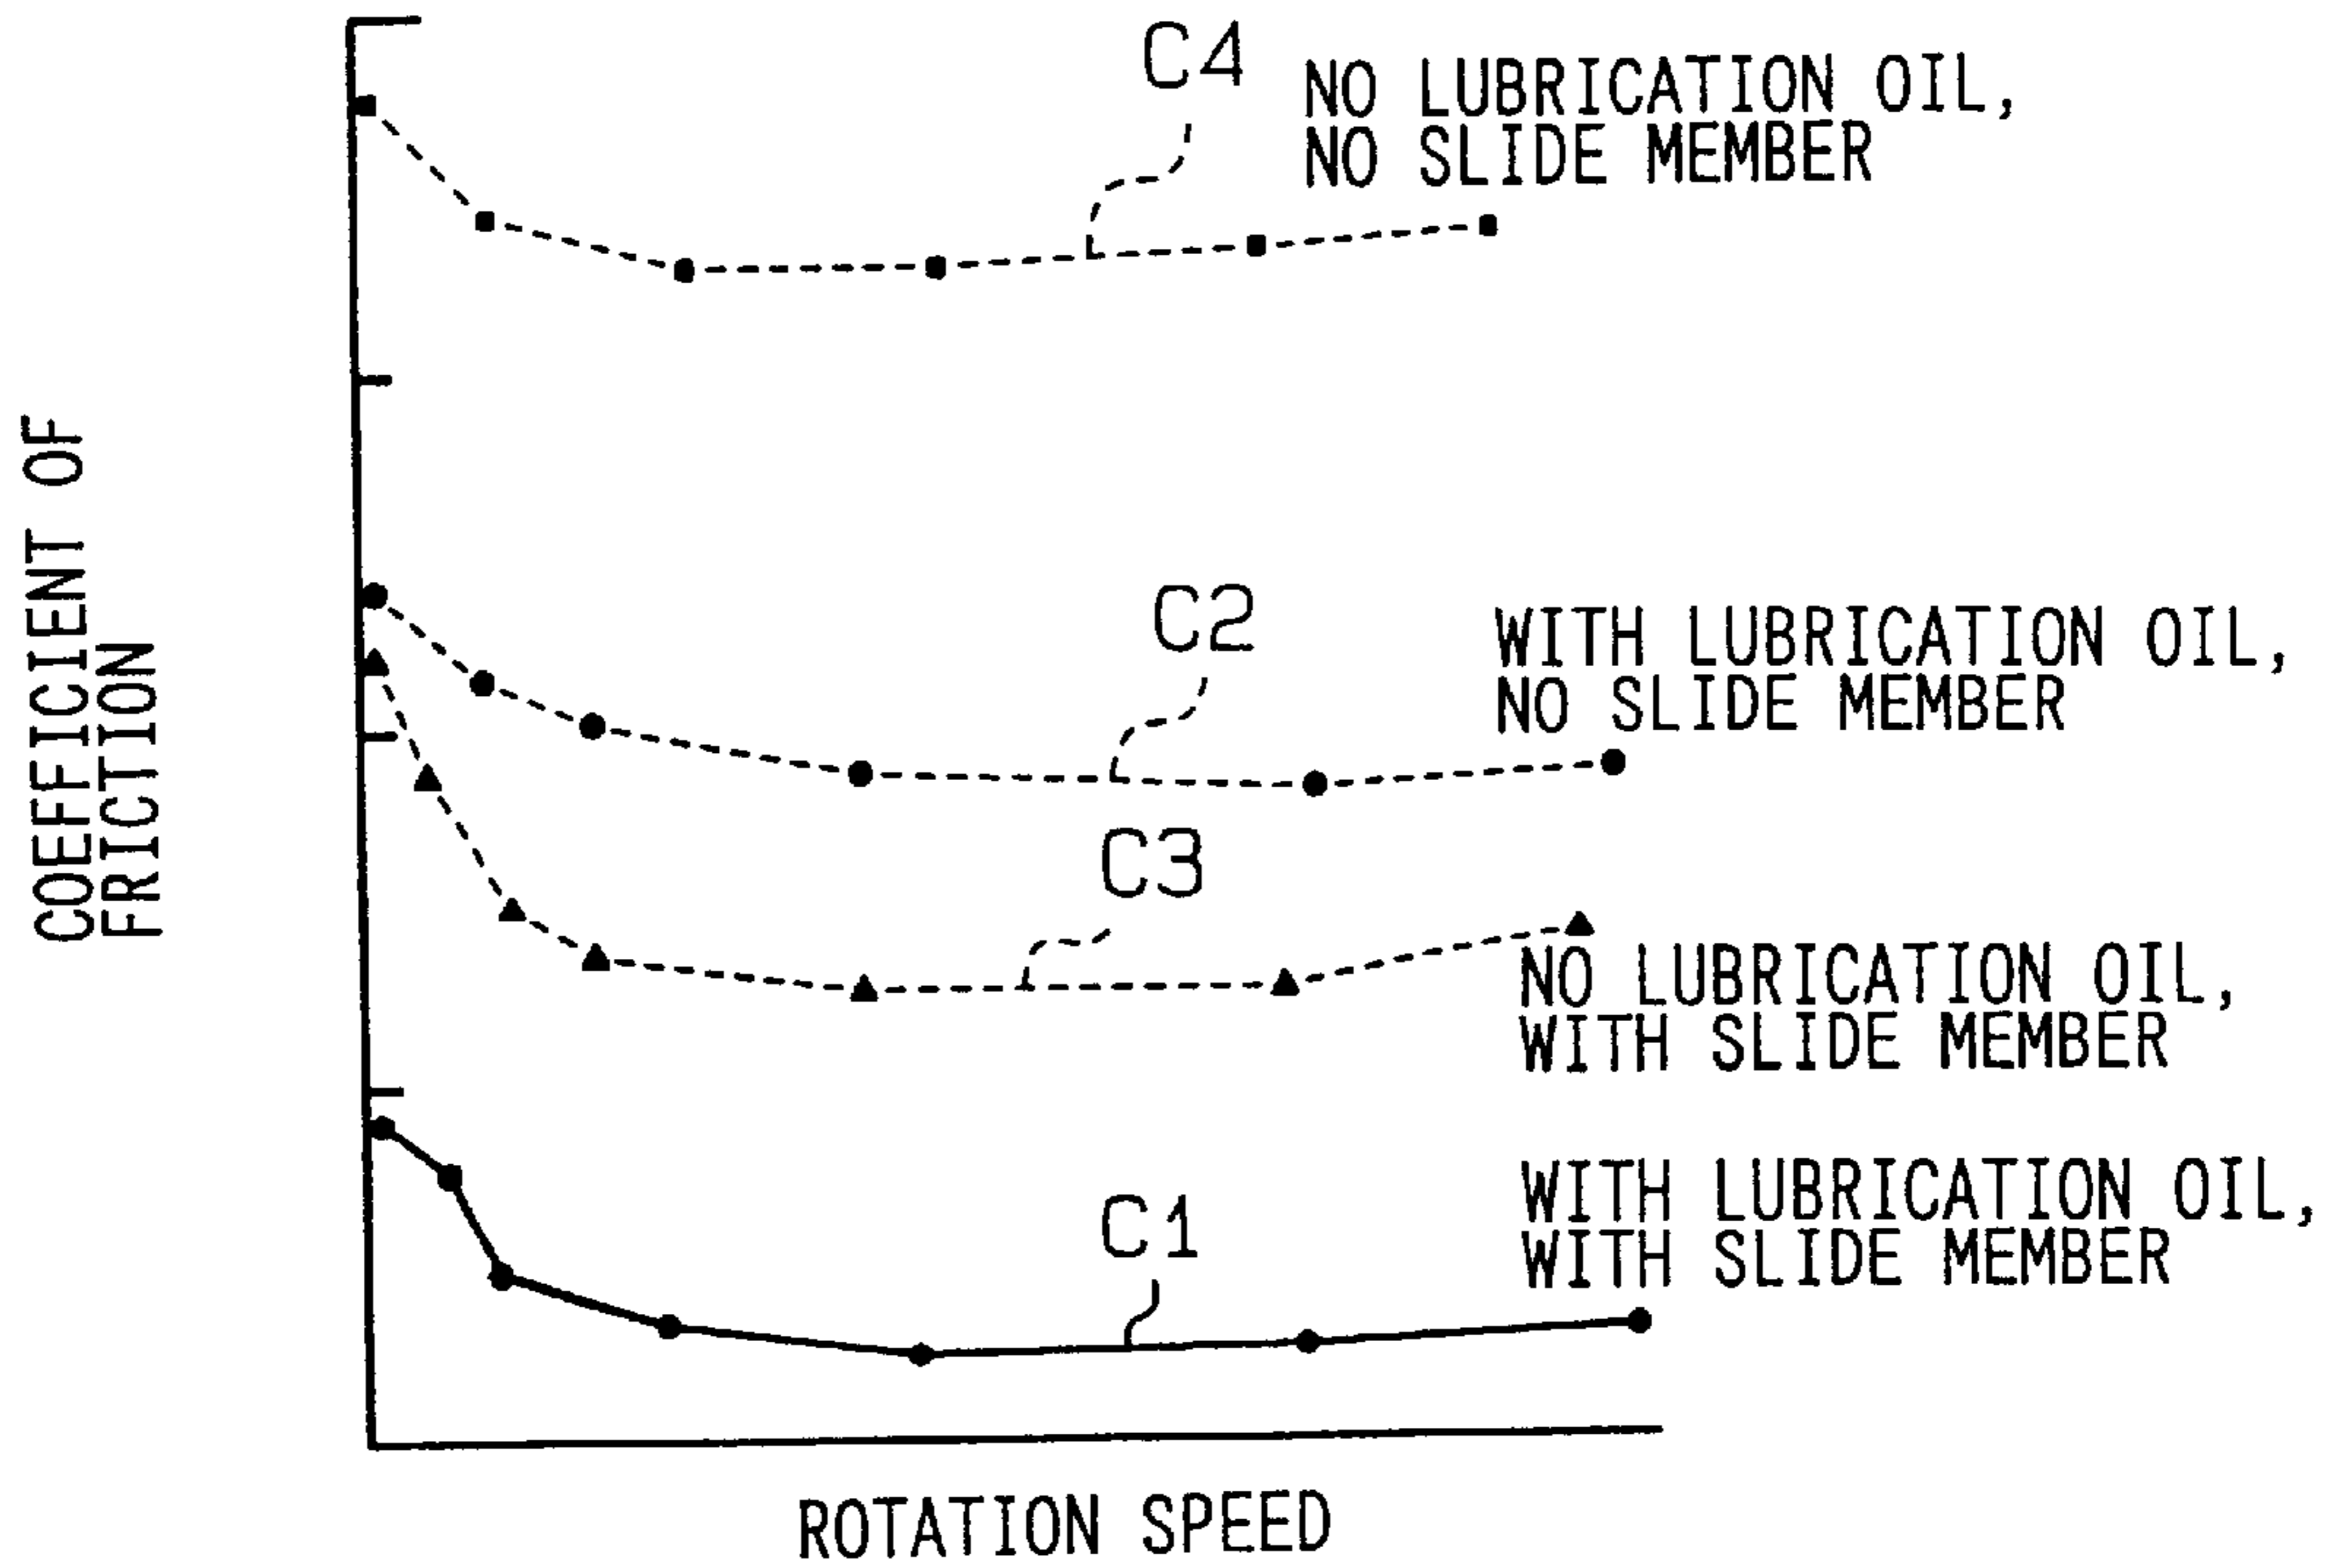 C4
NO LUBRICATION OIL,
NO SLIDE MEMBER
COEFFICIENT OF
FRICTION
C2
WITH LUBRICATION OIL,
NO SLIDE MEMBER
C3
NO LUBRICATION OIL,
WITH SLIDE MEMBER
C1
WITH LUBRICATION OIL,
WITH SLIDE MEMBER
ROTATION SPEED